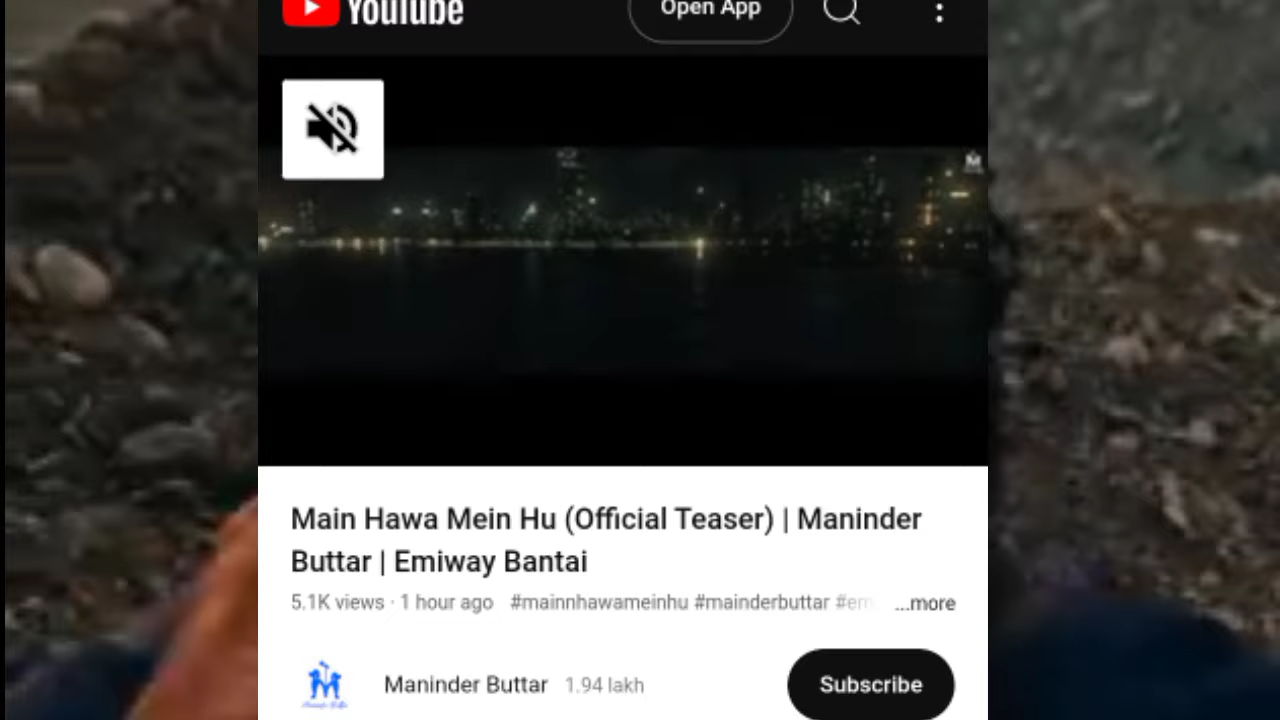 YouTube
Open App
Main Hawa Mein Hu (Official Teaser) | Maninder
Buttar | Emiway Bantai
5.1K views · 1 hour ago #mainnhawameinhu #mainderbuttar #em ...more
Maninder Buttar 1.94 lakh Subscribe